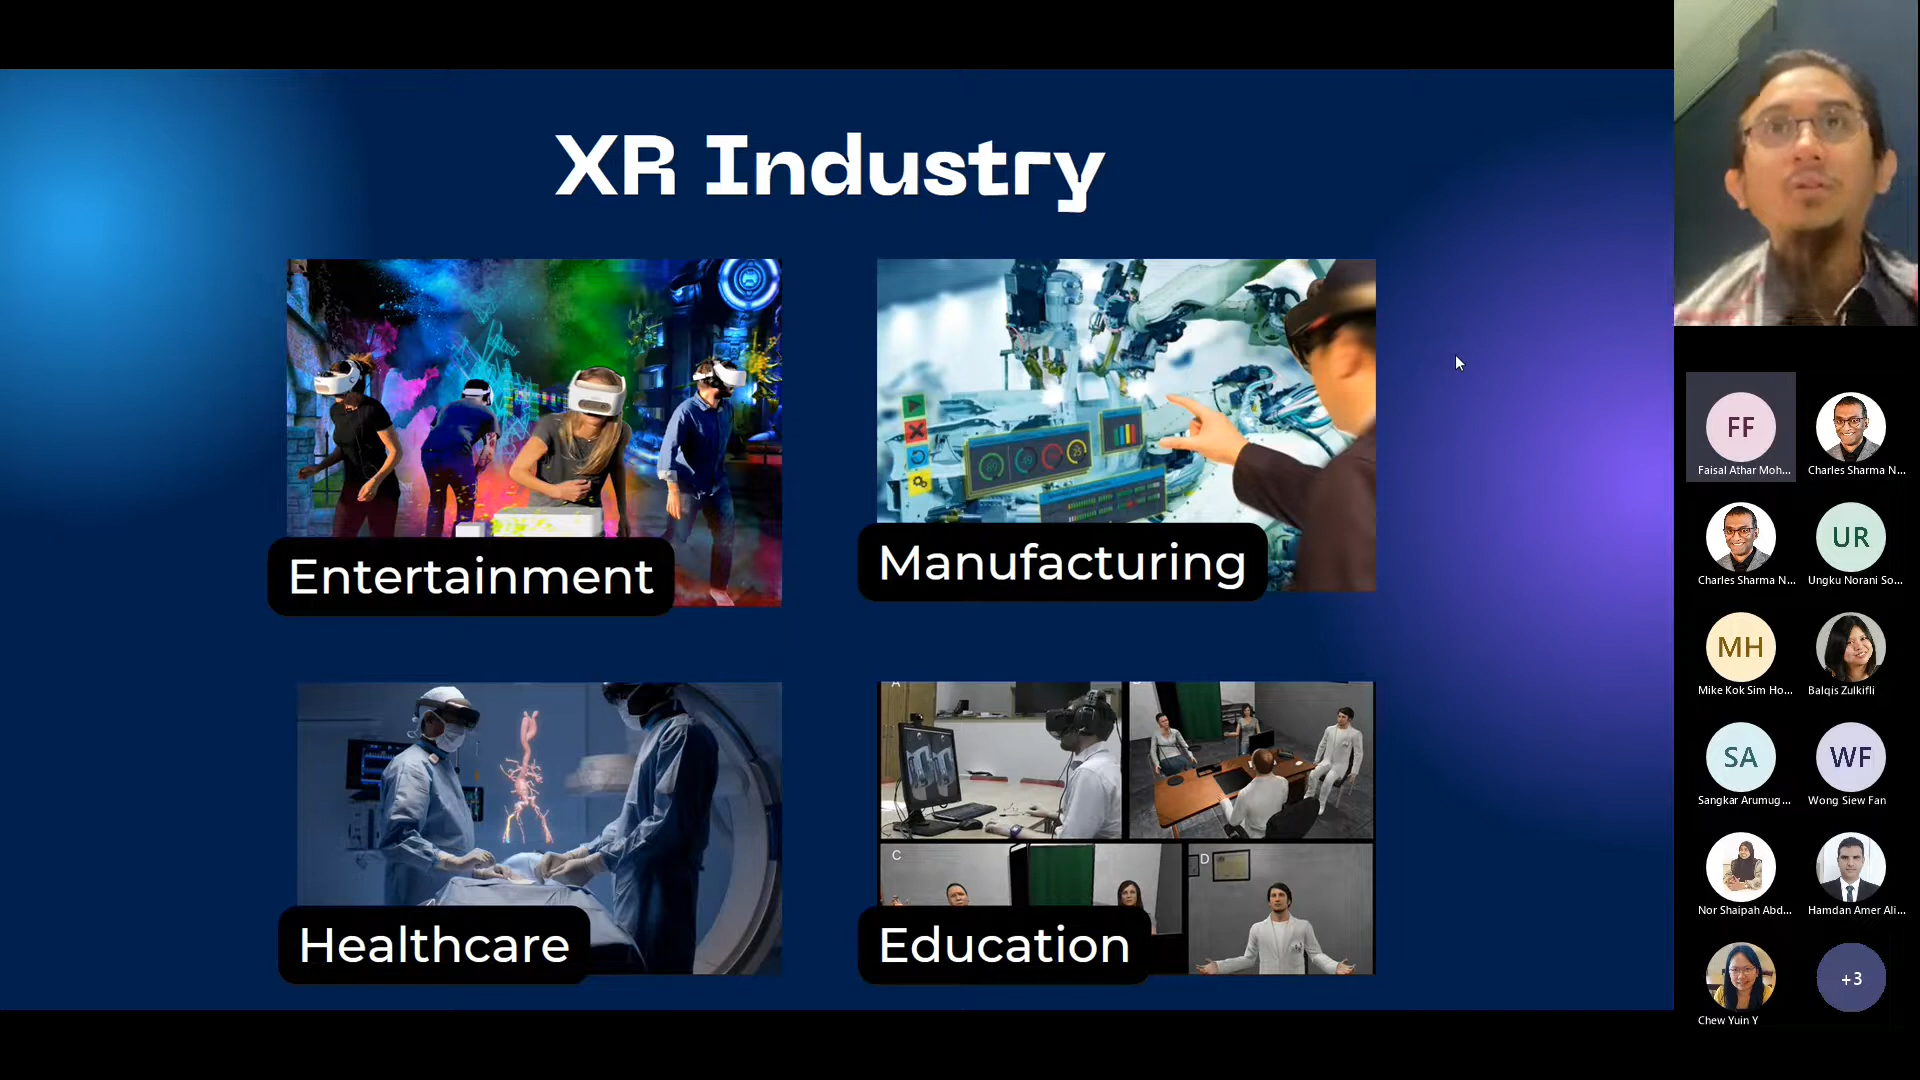 XR Industry
Entertainment
Manufacturing
Healthcare
Education
A
C
D
FF
Faisal Athar Moh...
Charles Sharma N...
Charles Sharma N...
UR
Ungku Norani So...
MH
Mike Kok Sim Ho...
Balqis Zulkifli
SA
Sangkar Arumug...
WF
Wong Siew Fan
Nor Shaipah Abd...
Hamdan Amer Ali...
Chew Yuin Y
+3